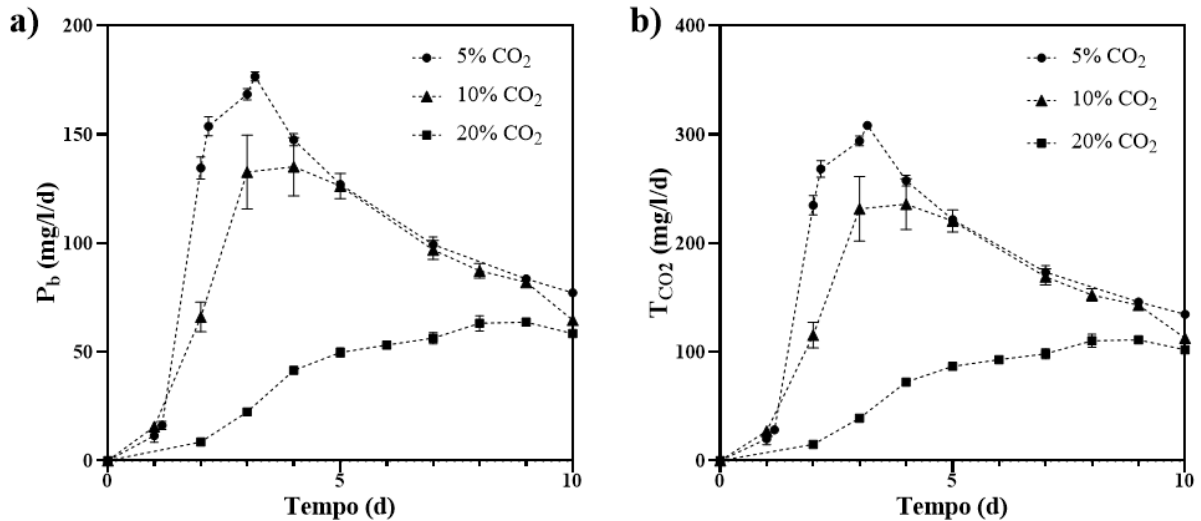 a)
P_b (mg/l/d)
200
150
100
50
0
5% CO₂
10% CO₂
20% CO₂
0
5
10
Tempo (d)
b)
T_CO2 (mg/l/d)
400
300
200
100
0
5% CO₂
10% CO₂
20% CO₂
0
5
10
Tempo (d)